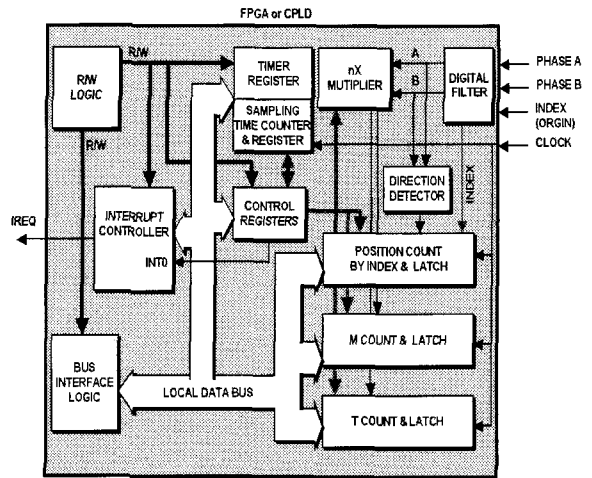 FPGA or CPLD
R/W
LOGIC
R/W
R/W
TIMER
REGISTER
SAMPLING
TIME COUNTER
& REGISTER
nX
MUTIPLIER
A
B
DIGITAL
FILTER
PHASE A
PHASE B
INDEX
(ORGIN)
CLOCK
DIRECTION
DETECTOR
INDEX
IREQ
INTERRUPT
CONTROLLER
INT0
CONTROL
REGISTERS
POSITION COUNT
BY INDEX & LATCH
M COUNT & LATCH
T COUNT & LATCH
BUS
INTERFACE
LOGIC
LOCAL DATA BUS